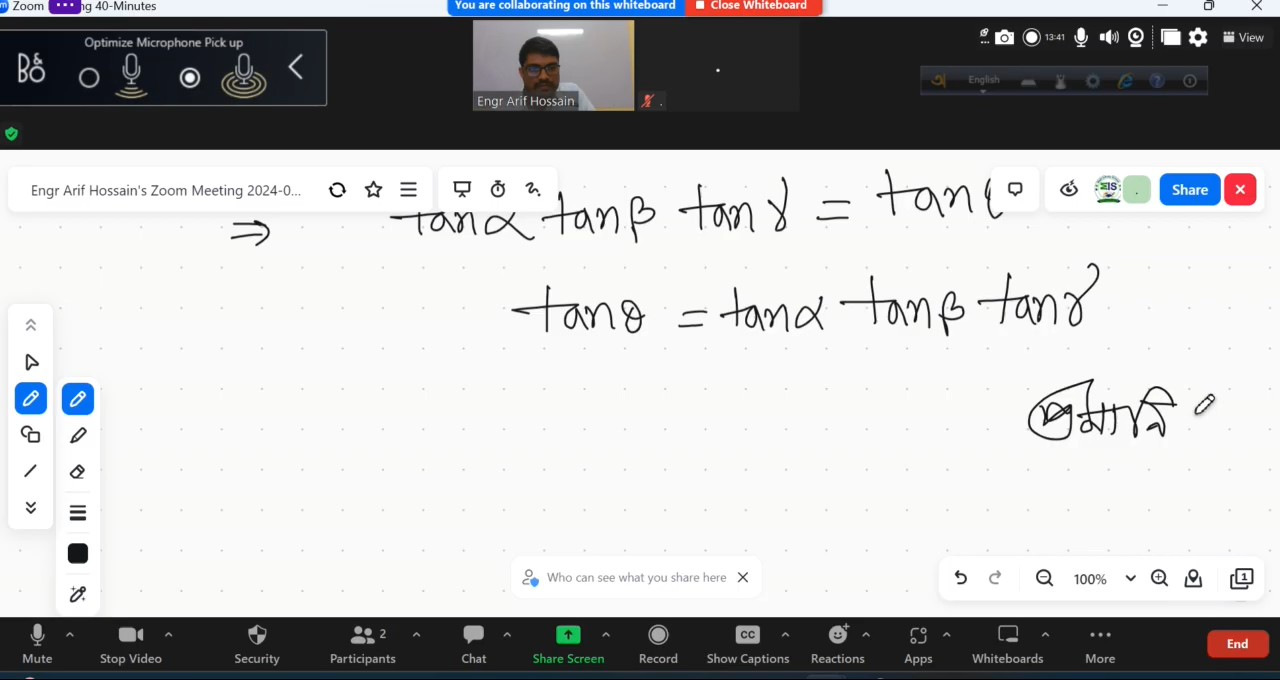 Zoom
ng 40-Minutes
You are collaborating on this whiteboard
Close Whiteboard
Optimize Microphone Pick up
B&O
Engr Arif Hossain
.
13:41
View
English
Engr Arif Hossain's Zoom Meeting 2024-0...
EIS
.
Share
⇒ tanα tanβ tanγ = tan
tanθ = tanα tanβ tanγ
Who can see what you share here
100%
1
Mute
Stop Video
Security
2
Participants
Chat
Share Screen
Record
CC
Show Captions
Reactions
Apps
Whiteboards
More
End